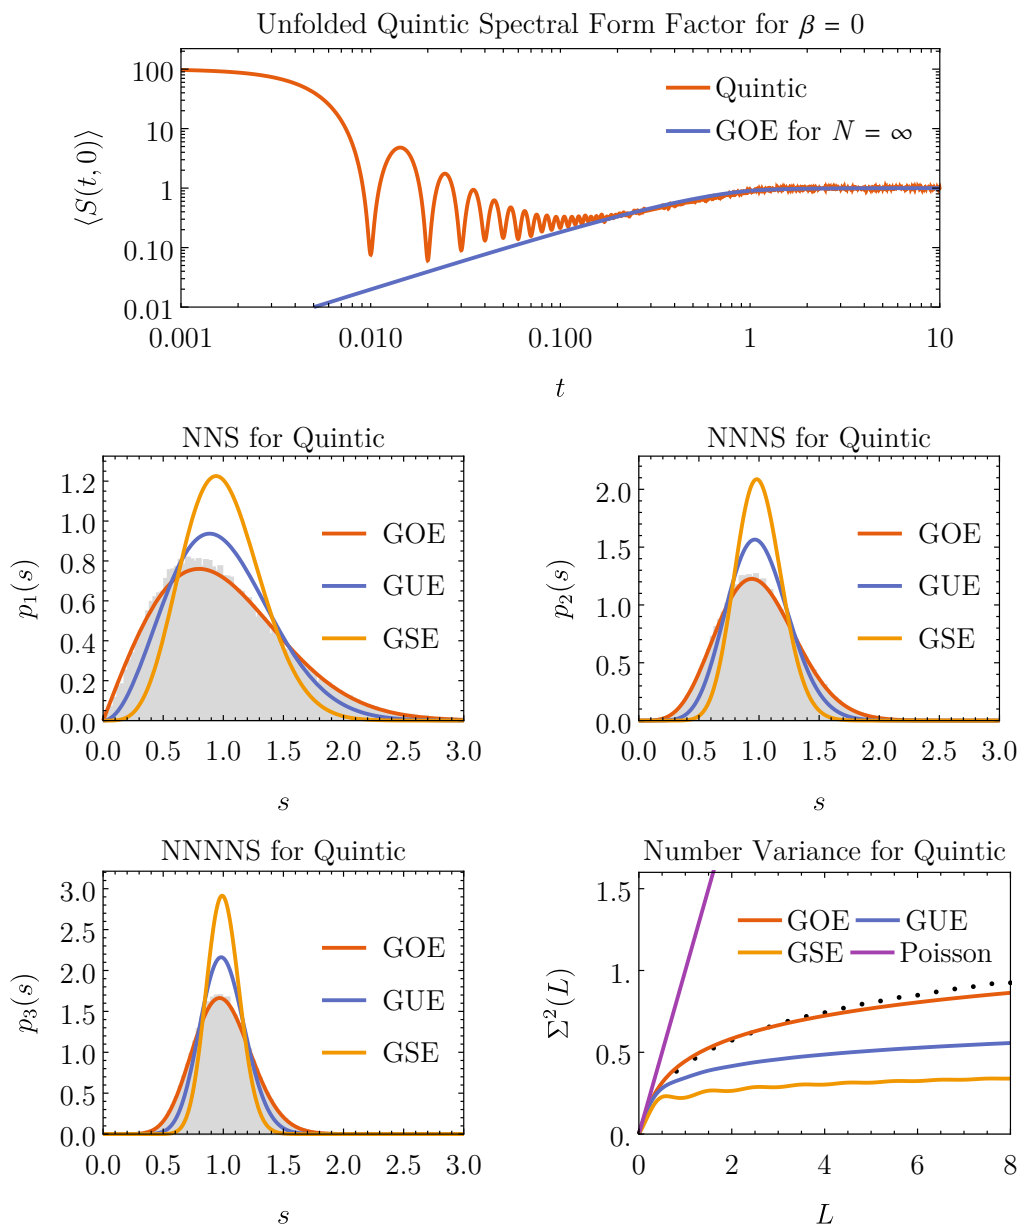 Unfolded Quintic Spectral Form Factor for β = 0
⟨S(t, 0)⟩
100
10
1
0.10
0.01
Quintic
GOE for N = ∞
0.001
0.010
0.100
1
10
t
NNS for Quintic
p₁(s)
1.2
1.0
0.8
0.6
0.4
0.2
0.0
GOE
GUE
GSE
0.0 0.5 1.0 1.5 2.0 2.5 3.0
s
NNNS for Quintic
p₂(s)
2.0
1.5
1.0
0.5
0.0
GOE
GUE
GSE
0.0 0.5 1.0 1.5 2.0 2.5 3.0
s
NNNNS for Quintic
p₃(s)
3.0
2.5
2.0
1.5
1.0
0.5
0.0
GOE
GUE
GSE
0.0 0.5 1.0 1.5 2.0 2.5 3.0
s
Number Variance for Quintic
Σ²(L)
1.5
1
0.5
0.
GOE GUE
GSE Poisson
0 2 4 6 8
L